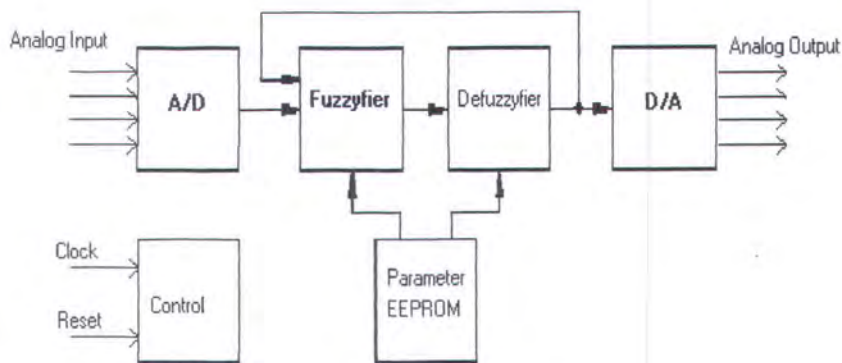 Analog Input
A/D
Fuzzyfier
Defuzzyfier
D/A
Analog Output
Clock
Reset
Control
Parameter
EEPROM